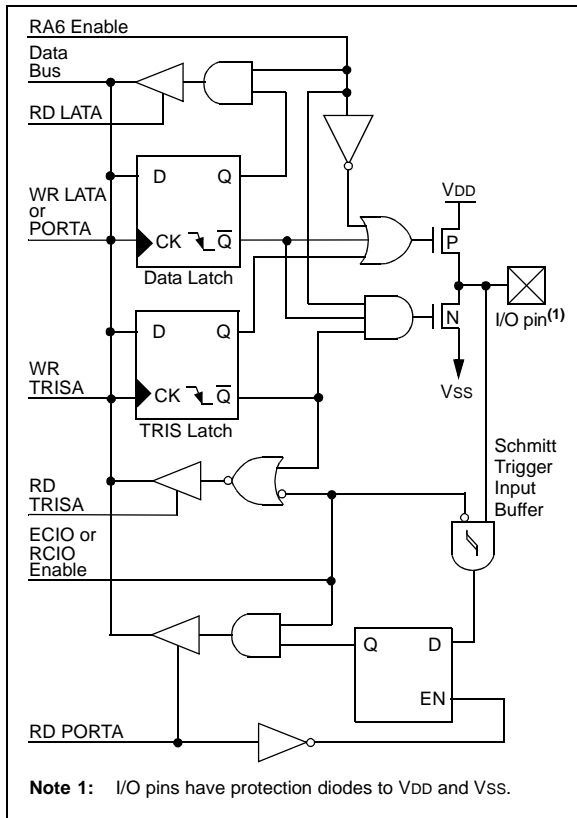 RA6 Enable
Data
Bus
RD LATA
D Q
VDD
WR LATA
or
PORTA
CK Q
P
Data Latch
I/O pin(1)
N
D Q
WR
TRISA
CK Q
VSS
TRIS Latch
Schmitt
Trigger
Input
Buffer
RD
TRISA
ECIO or
RCIO
Enable
Q D
EN
RD PORTA
Note 1: I/O pins have protection diodes to VDD and VSS.